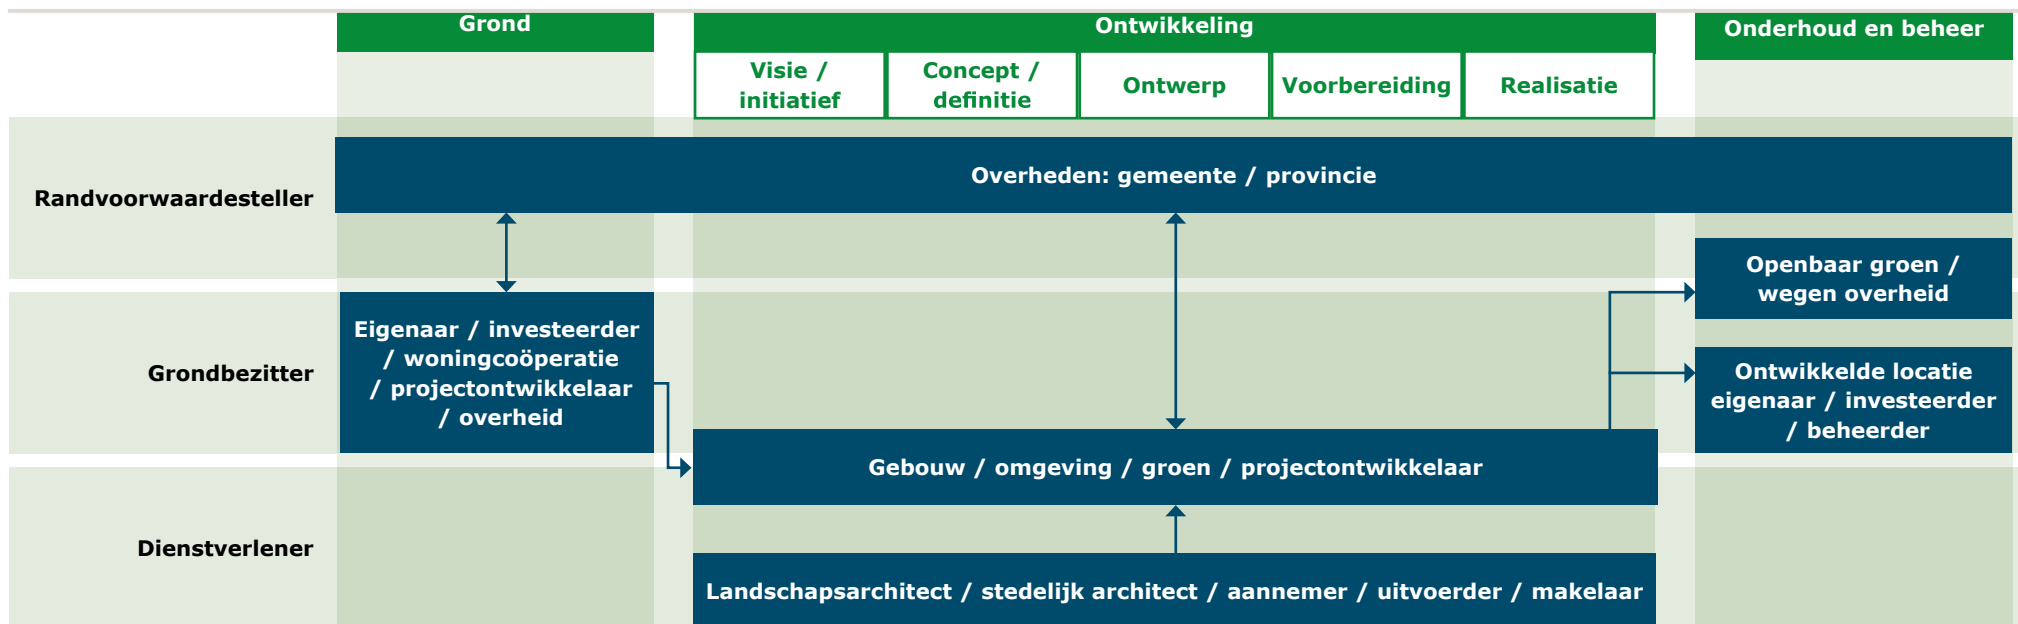 Grond
Ontwikkeling
Onderhoud en beheer
Visie /
initiatief
Concept /
definitie
Ontwerp
Voorbereiding
Realisatie
Randvoorwaardesteller
Overheden: gemeente / provincie
Openbaar groen /
wegen overheid
Grondbezitter
Eigenaar / investeerder
/ woningcoöperatie
/ projectontwikkelaar
/ overheid
Ontwikkelde locatie
eigenaar / investeerder
/ beheerder
Gebouw / omgeving / groen / projectontwikkelaar
Dienstverlener
Landschapsarchitect / stedelijk architect / aannemer / uitvoerder / makelaar